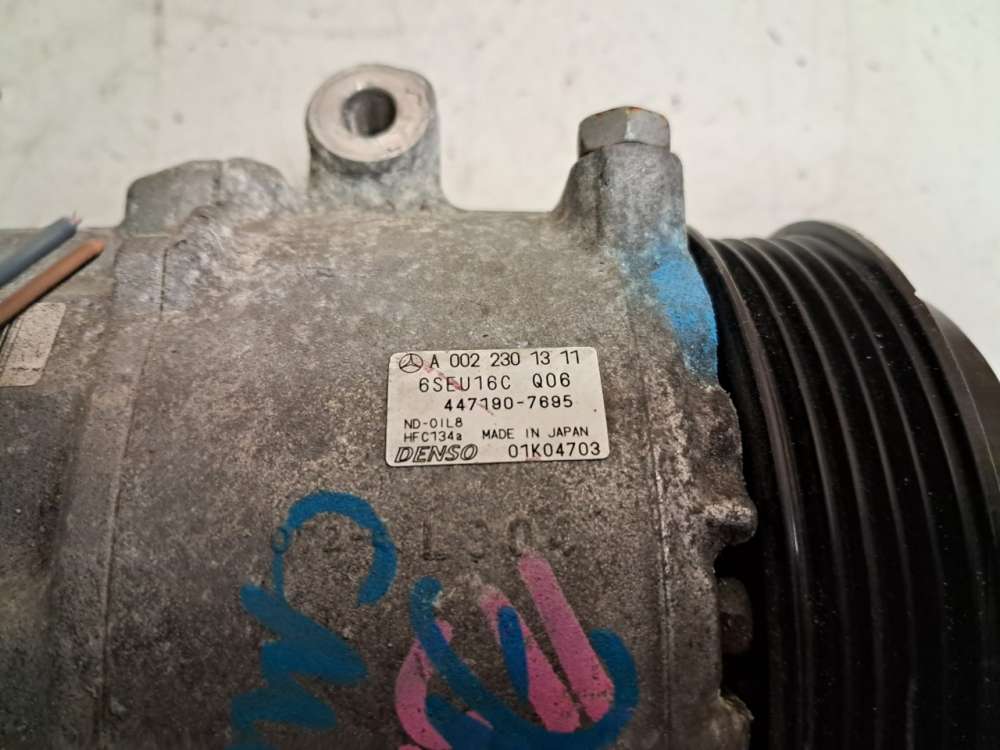 A 002 230 13 11
6SEU16C Q06
447190-7695
ND-OIL8
HFC134a MADE IN JAPAN
DENSO 01K04703